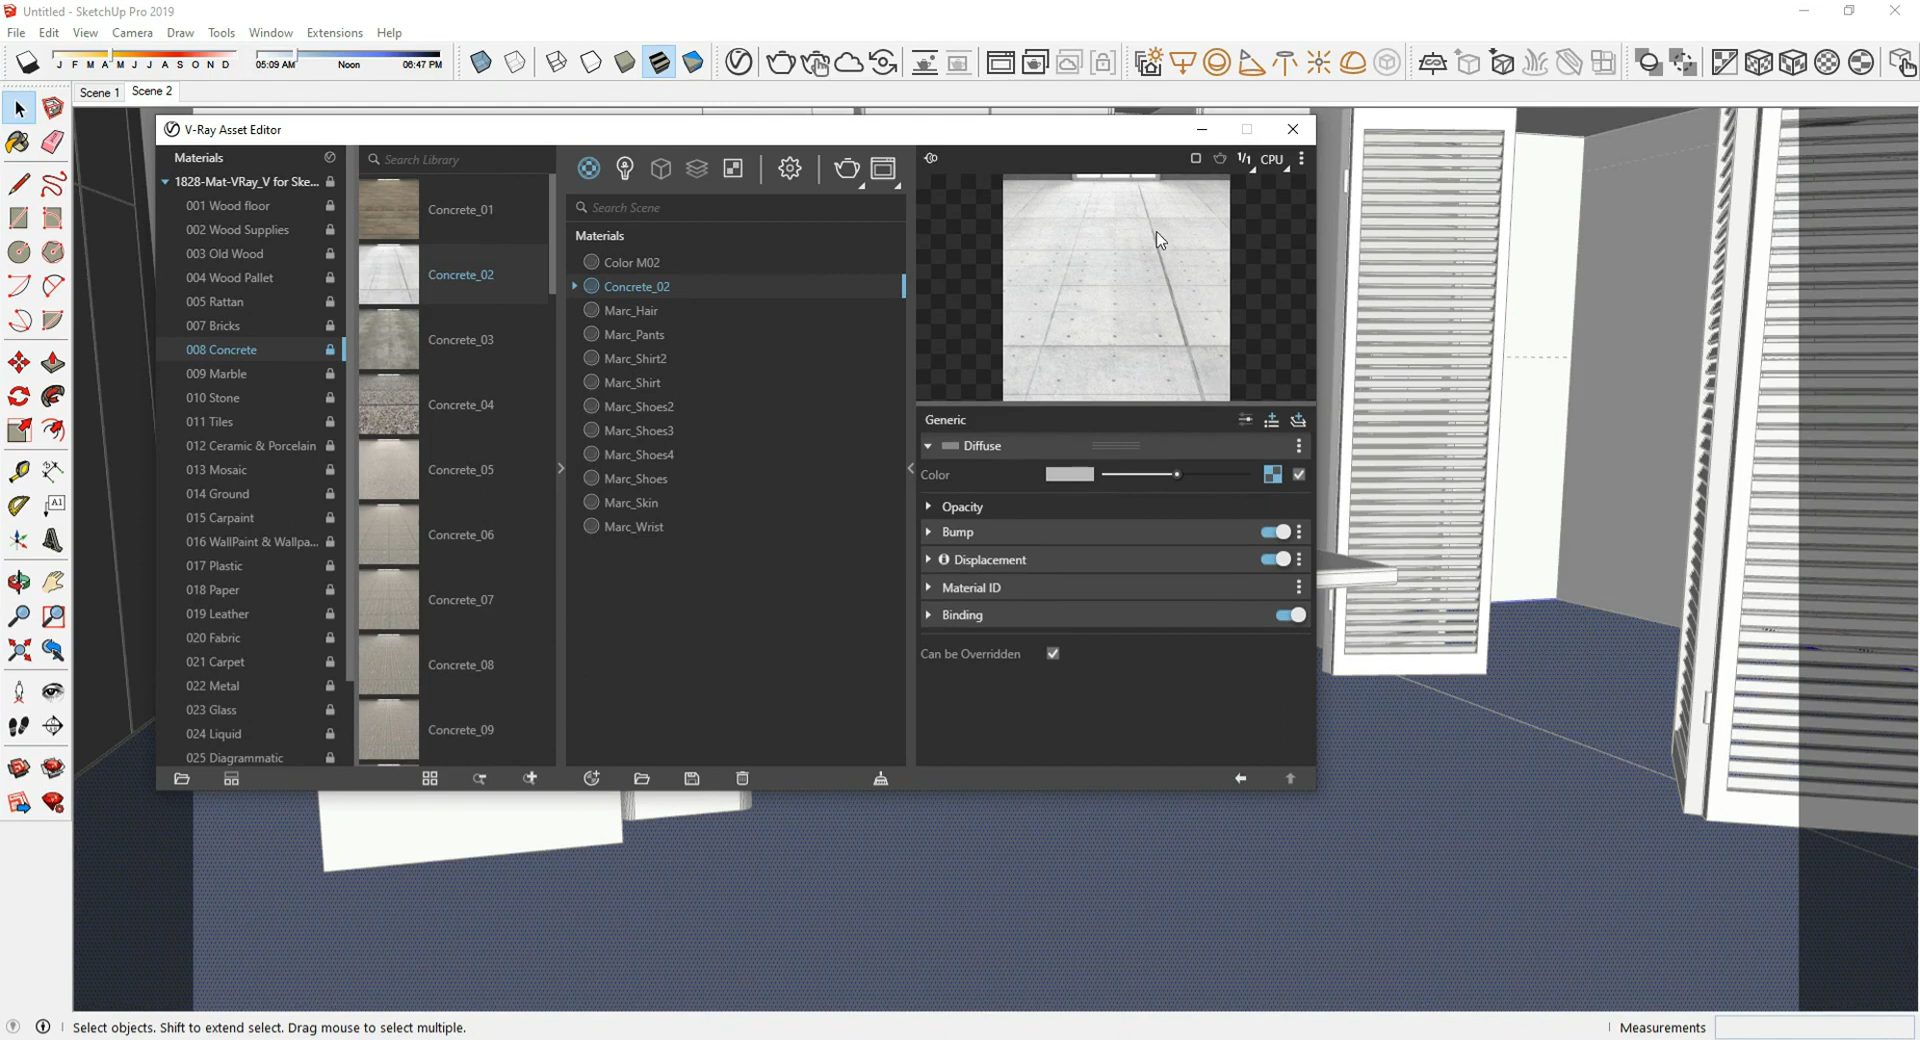 Untitled - SketchUp Pro 2019
File Edit View Camera Draw Tools Window Extensions Help
J F M A M J J A S O N D 05:09 AM Noon 06:47 PM
1
Scene 1 Scene 2
V-Ray Asset Editor
Materials
1828-Mat-VRay_V for Ske...
001 Wood floor
002 Wood Supplies
003 Old Wood
004 Wood Pallet
005 Rattan
007 Bricks
008 Concrete
009 Marble
010 Stone
011 Tiles
012 Ceramic & Porcelain
013 Mosaic
014 Ground
015 Carpaint
016 WallPaint & Wallpa...
017 Plastic
018 Paper
019 Leather
020 Fabric
021 Carpet
022 Metal
023 Glass
024 Liquid
025 Diagrammatic
Search Library
Concrete_01
Concrete_02
Concrete_03
Concrete_04
Concrete_05
Concrete_06
Concrete_07
Concrete_08
Concrete_09
Search Scene
Materials
Color M02
Concrete_02
Marc_Hair
Marc_Pants
Marc_Shirt2
Marc_Shirt
Marc_Shoes2
Marc_Shoes3
Marc_Shoes4
Marc_Shoes
Marc_Skin
Marc_Wrist
1/1 CPU
Generic
Diffuse
Color
Opacity
Bump
Displacement
Material ID
Binding
Can be Overridden
A1
Select objects. Shift to extend select. Drag mouse to select multiple.
Measurements